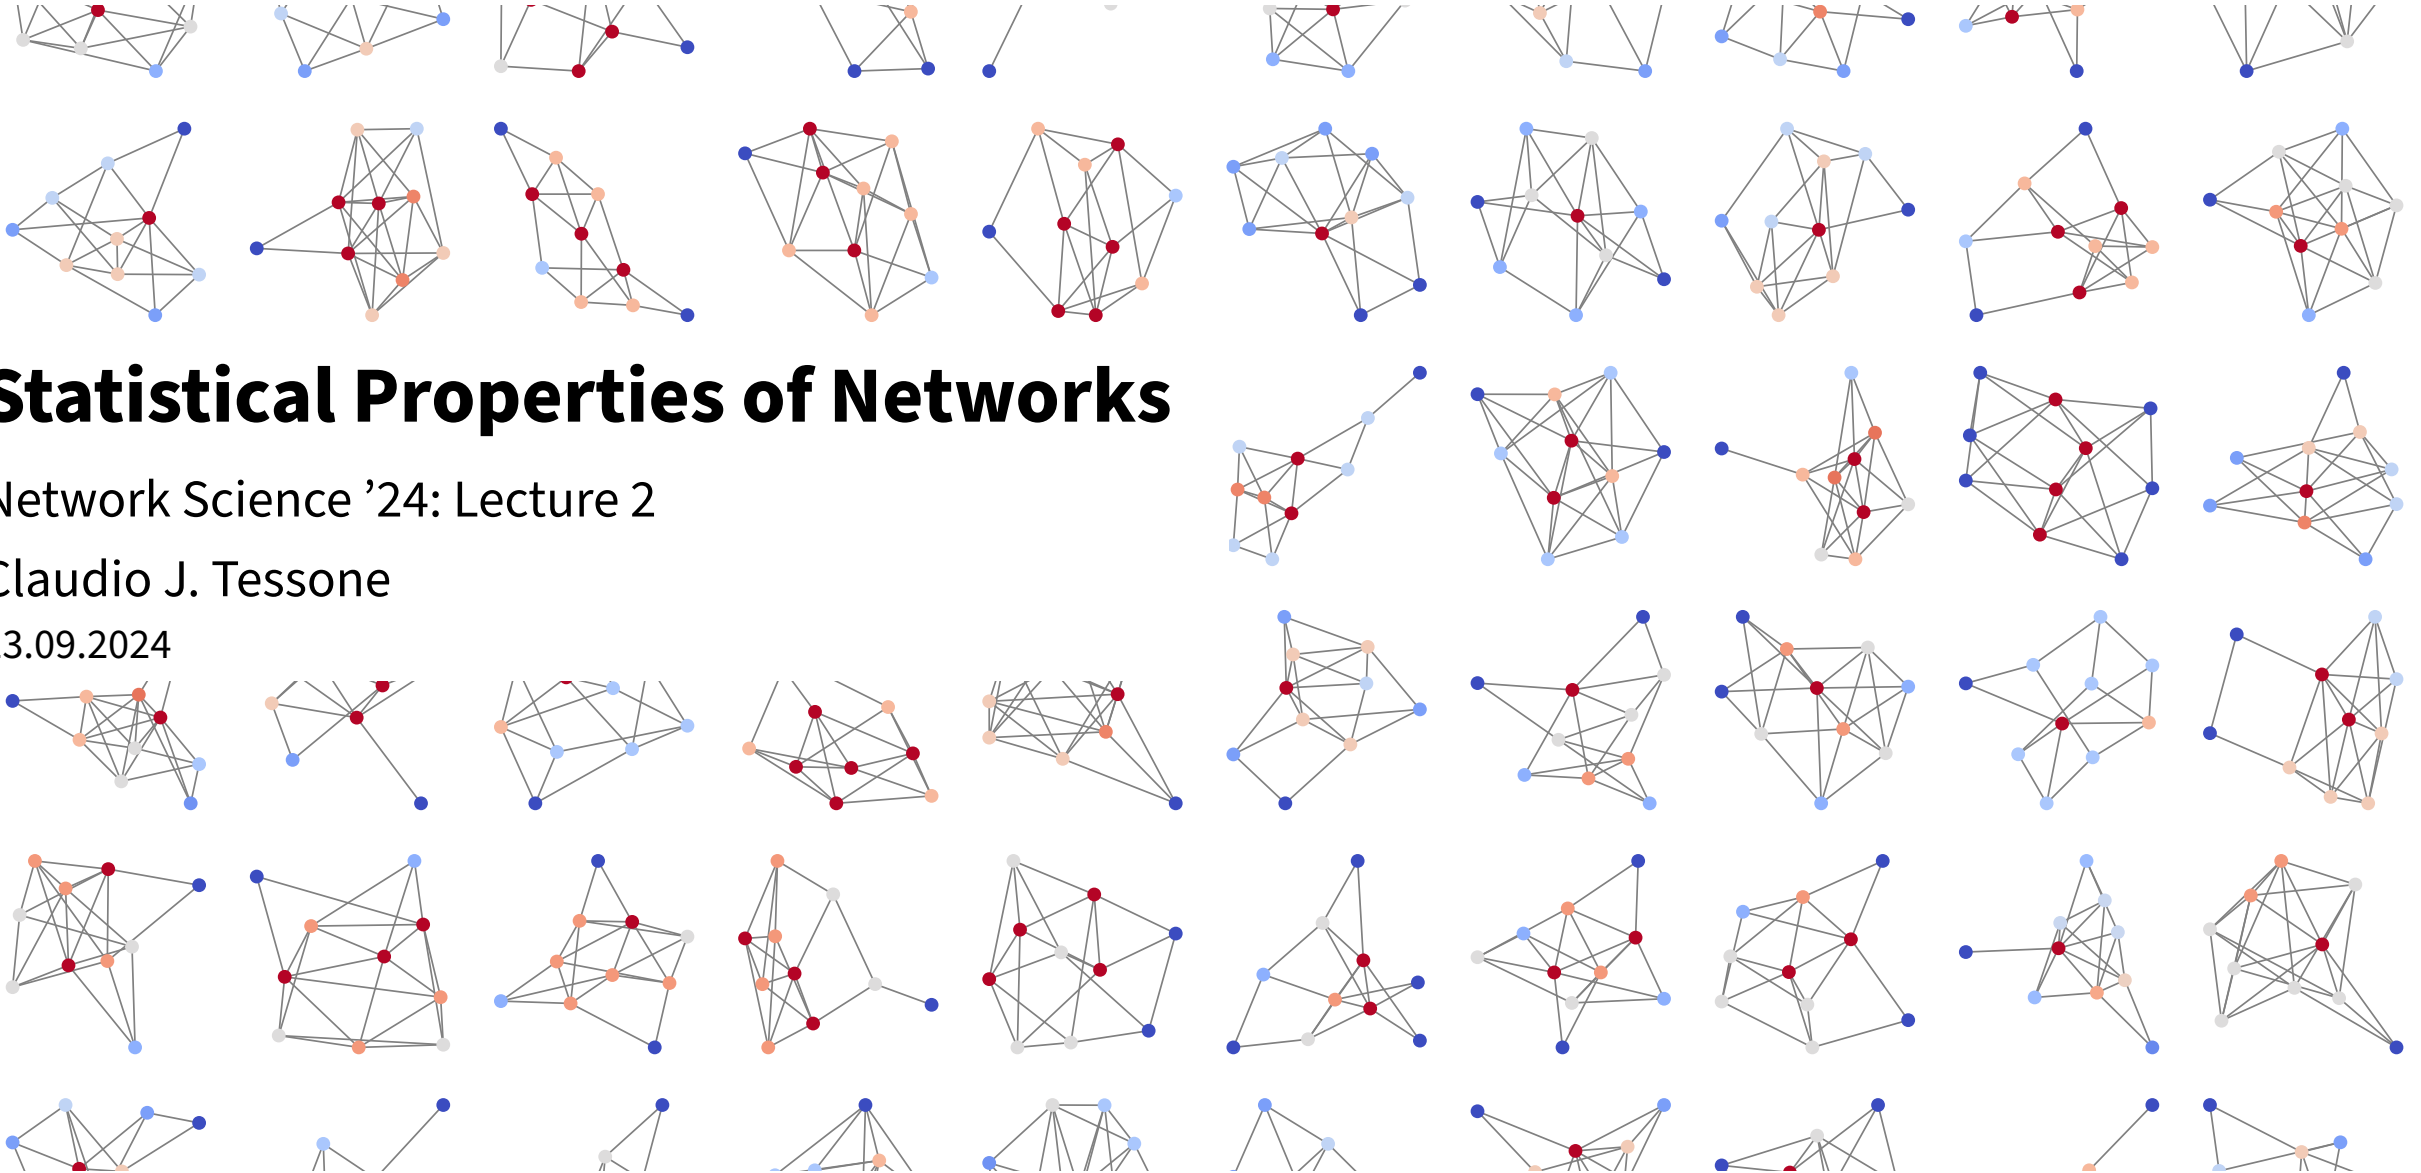 Statistical Properties of Networks
Network Science ’24: Lecture 2
Claudio J. Tessone
3.09.2024